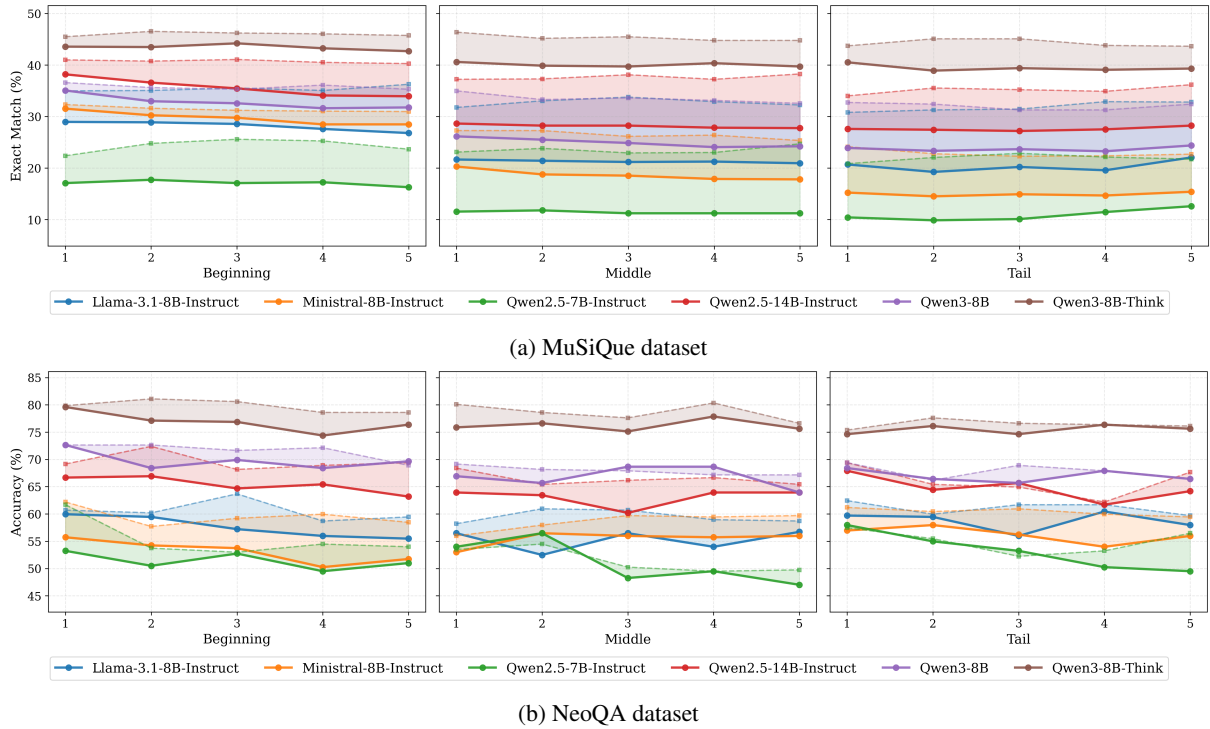 50
40
30
20
10
Exact Match (%)
1 2 3 4 5
Beginning
1 2 3 4 5
Middle
1 2 3 4 5
Tail
Llama-3.1-8B-Instruct Ministral-8B-Instruct Qwen2.5-7B-Instruct Qwen2.5-14B-Instruct Qwen3-8B Qwen3-8B-Think
(a) MuSiQue dataset
85
80
75
70
65
60
55
50
45
Accuracy (%)
1 2 3 4 5
Beginning
1 2 3 4 5
Middle
1 2 3 4 5
Tail
Llama-3.1-8B-Instruct Ministral-8B-Instruct Qwen2.5-7B-Instruct Qwen2.5-14B-Instruct Qwen3-8B Qwen3-8B-Think
(b) NeoQA dataset